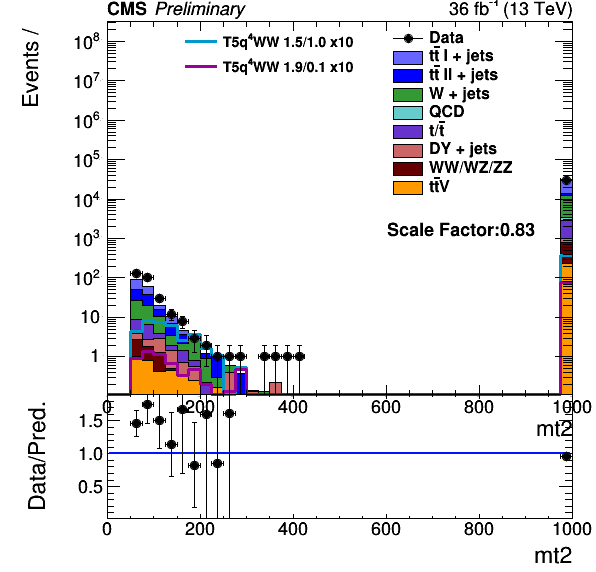 CMS Preliminary 36 fb⁻¹ (13 TeV)
Events /
T5q⁴WW 1.5/1.0 x10
T5q⁴WW 1.9/0.1 x10
Data
tt̄ l + jets
tt̄ ll + jets
W + jets
QCD
t/t̄
DY + jets
WW/WZ/ZZ
tt̄V
Scale Factor:0.83
10⁸
10⁷
10⁶
10⁵
10⁴
10³
10²
10
1
0 200 400 600 800 1000
mt2
Data/Pred.
1.5
1.0
0.5
0 200 400 600 800 1000
mt2